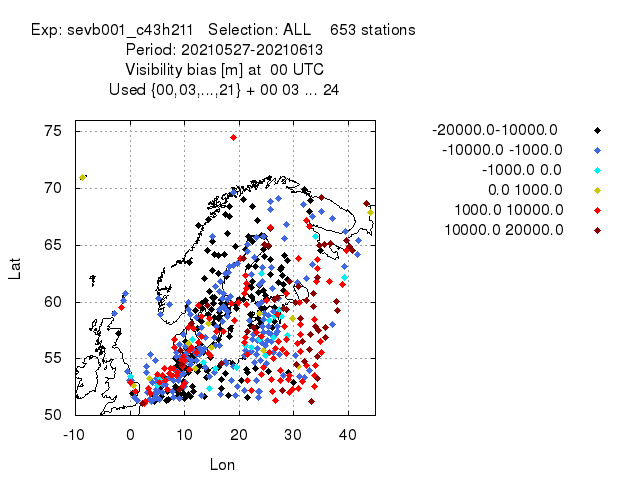 Exp: sevb001_c43h211 Selection: ALL 653 stations
Period: 20210527-20210613
Visibility bias [m] at 00 UTC
Used {00,03,...,21} + 00 03 ... 24
-20000.0-10000.0
-10000.0 -1000.0
-1000.0 0.0
0.0 1000.0
1000.0 10000.0
10000.0 20000.0
75
70
65
60
55
50
Lat
-10 0 10 20 30 40
Lon